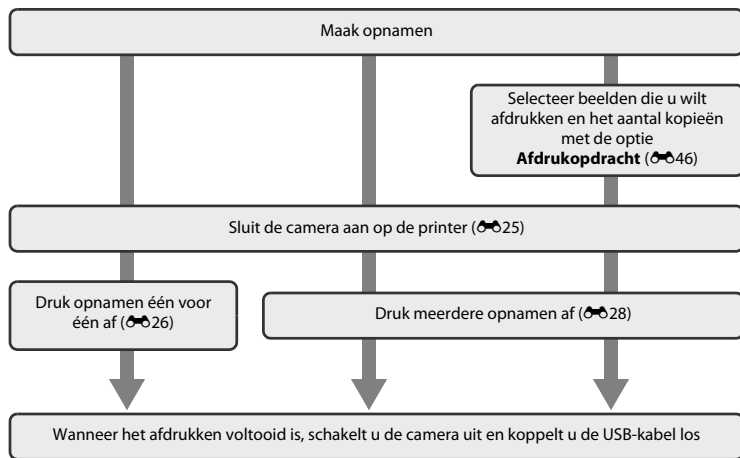 Maak opnamen
Selecteer beelden die u wilt
afdrukken en het aantal kopieën
met de optie
Afdrukopdracht (46)
Sluit de camera aan op de printer (25)
Druk opnamen één voor
één af (26)
Druk meerdere opnamen af (28)
Wanneer het afdrukken voltooid is, schakelt u de camera uit en koppelt u de USB-kabel los